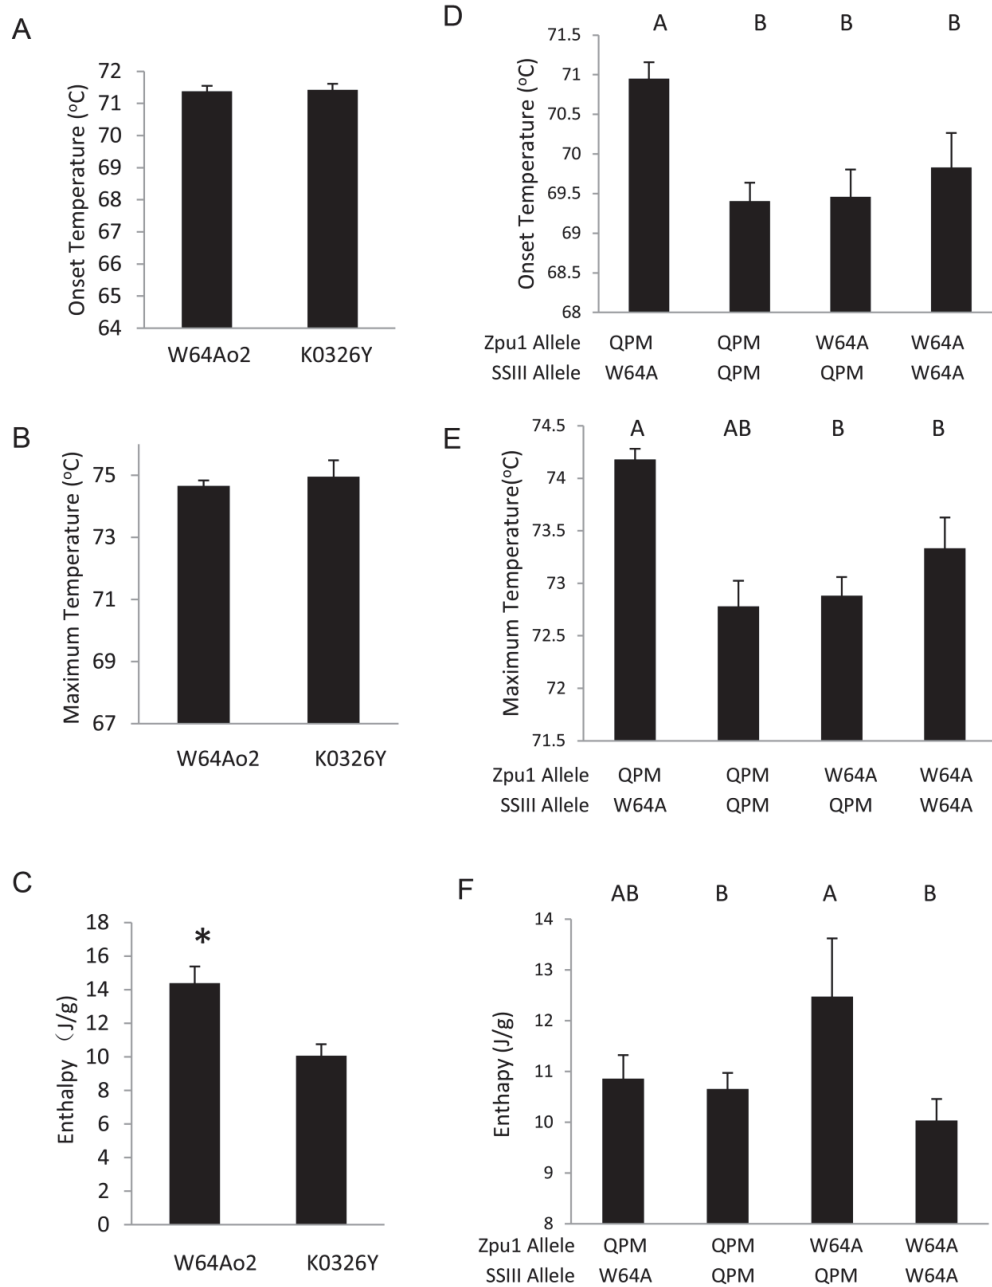 A
Onset Temperature (ºC)
72
71
70
69
68
67
66
65
64
W64Ao2 K0326Y
B
Maximum Temperature (ºC)
75
73
71
69
67
W64Ao2 K0326Y
C
Enthalpy（J/g)
18
16
14
12
10
8
6
4
2
0
*
W64Ao2 K0326Y
D
A B B B
Onset Temperature (ºC)
71.5
71
70.5
70
69.5
69
68.5
68
Zpu1 Allele QPM QPM W64A W64A
SSIII Allele W64A QPM QPM W64A
E
A AB B B
Maximum Temperature(ºC)
74.5
74
73.5
73
72.5
72
71.5
Zpu1 Allele QPM QPM W64A W64A
SSIII Allele W64A QPM QPM W64A
F
AB B A B
Enthapy (J/g)
14
13
12
11
10
9
8
Zpu1 Allele QPM QPM W64A W64A
SSIII Allele W64A QPM QPM W64A